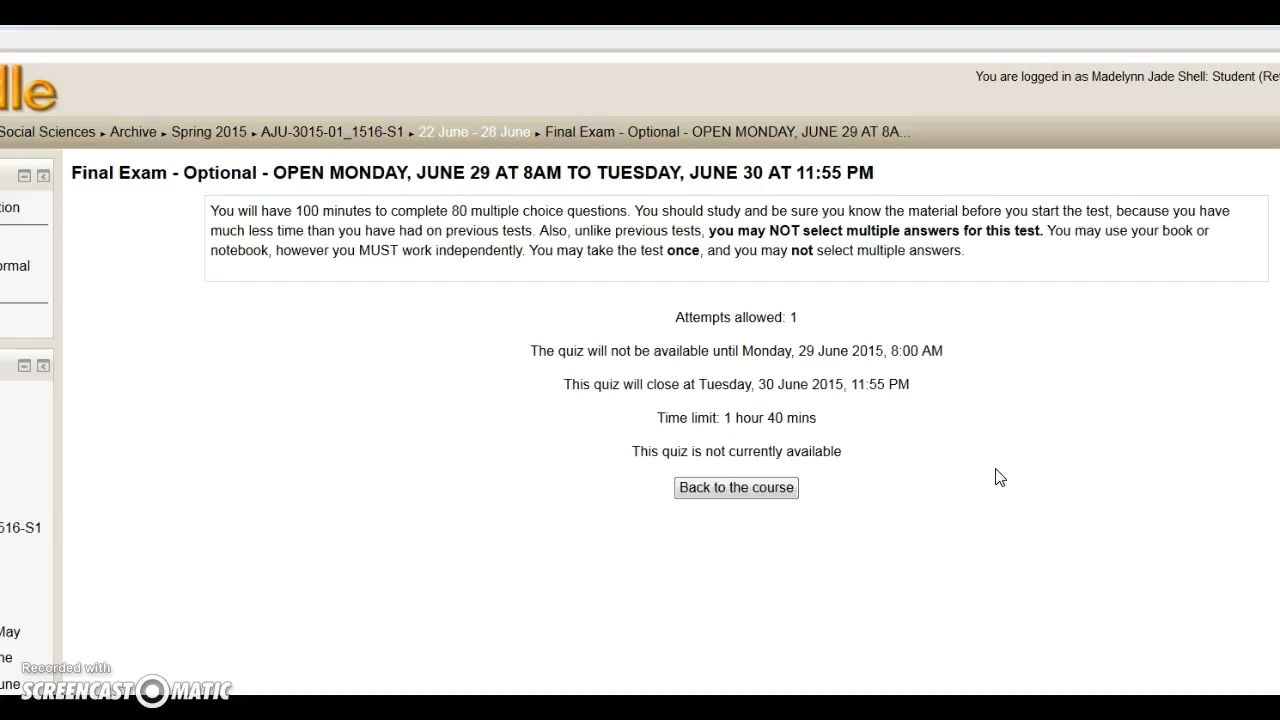 lle
You are logged in as Madelynn Jade Shell: Student (Re
Social Sciences ▸ Archive ▸ Spring 2015 ▸ AJU-3015-01_1516-S1 ▸ 22 June - 28 June ▸ Final Exam - Optional - OPEN MONDAY, JUNE 29 AT 8A...
Final Exam - Optional - OPEN MONDAY, JUNE 29 AT 8AM TO TUESDAY, JUNE 30 AT 11:55 PM
tion
ormal
You will have 100 minutes to complete 80 multiple choice questions. You should study and be sure you know the material before you start the test, because you have
much less time than you have had on previous tests. Also, unlike previous tests, you may NOT select multiple answers for this test. You may use your book or
notebook, however you MUST work independently. You may take the test once, and you may not select multiple answers.
Attempts allowed: 1
The quiz will not be available until Monday, 29 June 2015, 8:00 AM
This quiz will close at Tuesday, 30 June 2015, 11:55 PM
Time limit: 1 hour 40 mins
This quiz is not currently available
Back to the course
516-S1
May
ne
une
Recorded with
SCREENCAST-O-MATIC